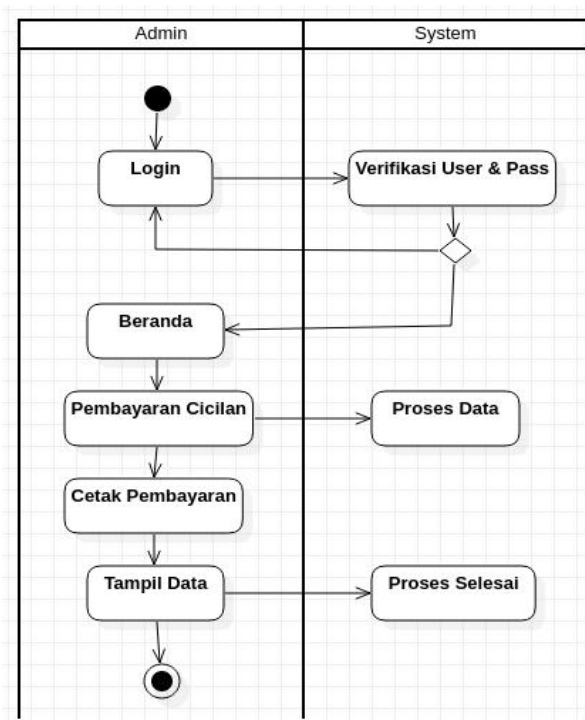 Admin
System
Login
Verifikasi User & Pass
Beranda
Pembayaran Cicilan
Proses Data
Cetak Pembayaran
Tampil Data
Proses Selesai